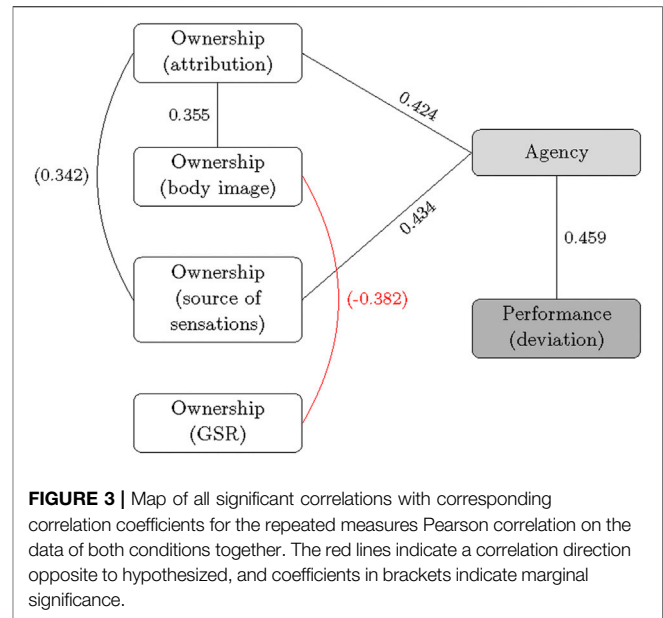 Ownership
(attribution)
0.424
0.355
Agency
(0.342)
Ownership
(body image)
0.434
0.459
Ownership
(source of
sensations)
(-0.382)
Performance
(deviation)
Ownership
(GSR)
FIGURE 3 | Map of all significant correlations with corresponding
correlation coefficients for the repeated measures Pearson correlation on the
data of both conditions together. The red lines indicate a correlation direction
opposite to hypothesized, and coefficients in brackets indicate marginal
significance.